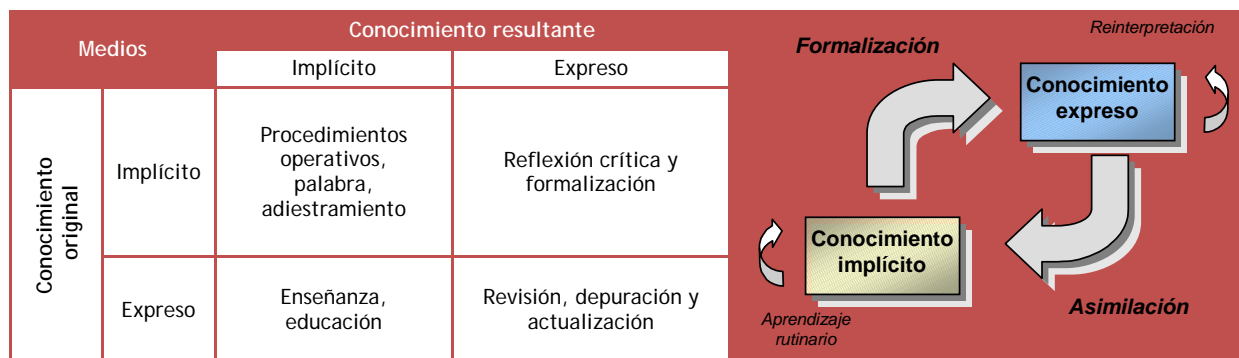 Medios
Conocimiento resultante
Implícito
Expreso
Conocimiento
original
Implícito
Procedimientos
operativos,
palabra,
adiestramiento
Reflexión crítica y
formalización
Expreso
Enseñanza,
educación
Revisión, depuración y
actualización
Formalización
Reinterpretación
Conocimiento
expreso
Conocimiento
implícito
Aprendizaje
rutinario
Asimilación